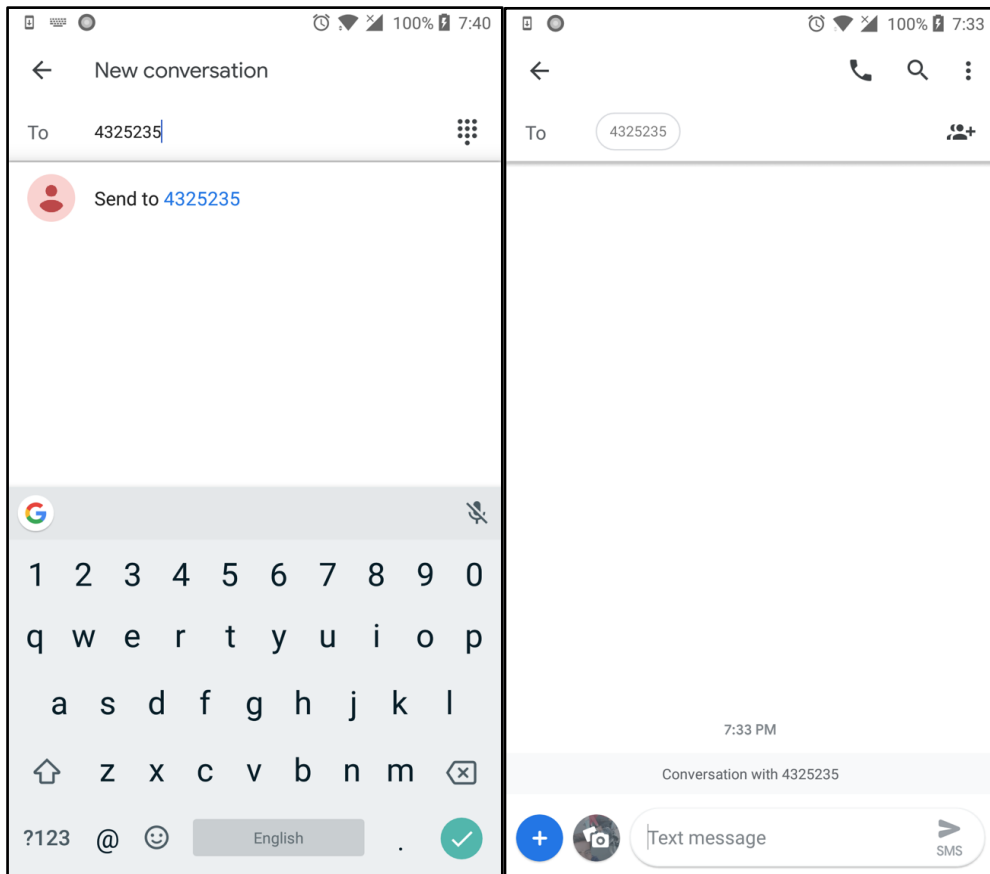 100% 7:40
New conversation
To 4325235
Send to 4325235
G
1 2 3 4 5 6 7 8 9 0
q w e r t y u i o p
a s d f g h j k l
z x c v b n m
?123 @ English .
100% 7:33
To 4325235
7:33 PM
Conversation with 4325235
Text message
SMS